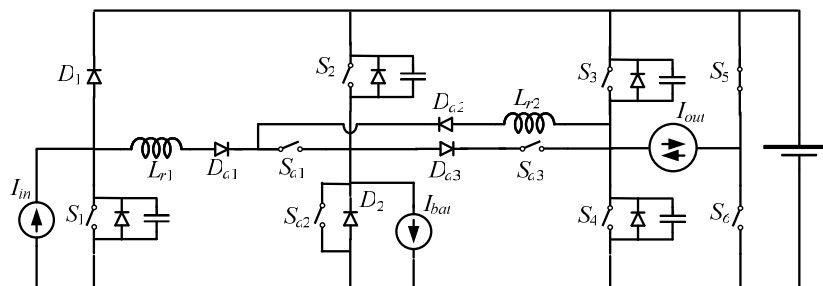 S2
S3
S5
D1
Da2
Lr2
Iout
Lr1
Da1
Sa1
Da3
Sa3
Iin
S1
Sa2
D2
Ibat
S4
S6